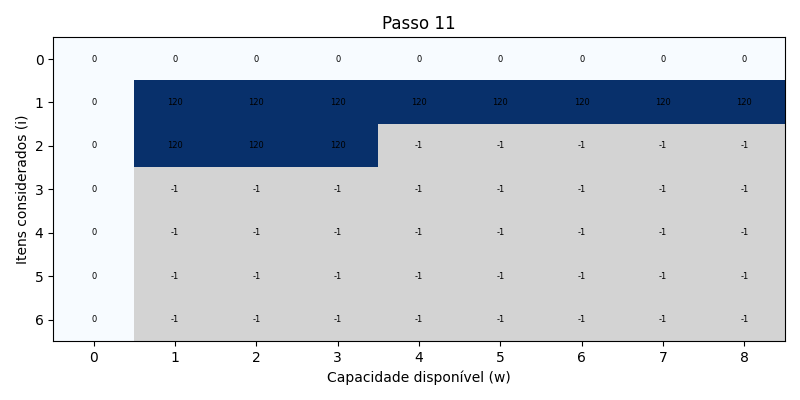 Passo 11
Itens considerados (i)
0 0 0 0 0 0 0 0 0 0
1 0 120 120 120 120 120 120 120 120
2 0 120 120 120 -1 -1 -1 -1 -1
3 0 -1 -1 -1 -1 -1 -1 -1 -1
4 0 -1 -1 -1 -1 -1 -1 -1 -1
5 0 -1 -1 -1 -1 -1 -1 -1 -1
6 0 -1 -1 -1 -1 -1 -1 -1 -1
0 1 2 3 4 5 6 7 8
Capacidade disponível (w)